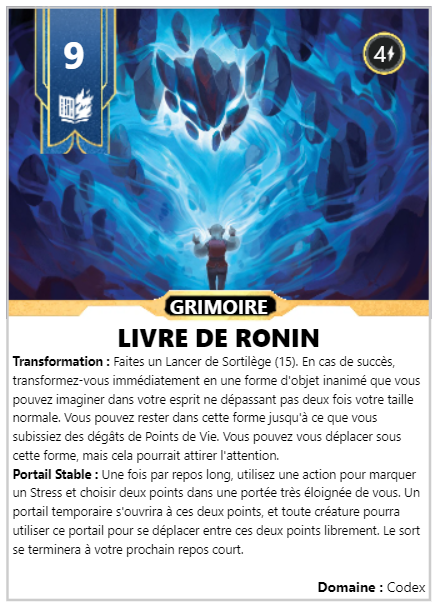 9
4
GRIMOIRE
LIVRE DE RONIN
Transformation : Faites un Lancer de Sortilège (15). En cas de succès,
transformez-vous immédiatement en une forme d'objet inanimé que vous
pouvez imaginer dans votre esprit ne dépassant pas deux fois votre taille
normale. Vous pouvez rester dans cette forme jusqu'à ce que vous
subissiez des dégâts de Points de Vie. Vous pouvez vous déplacer sous
cette forme, mais cela pourrait attirer l'attention.
Portail Stable : Une fois par repos long, utilisez une action pour marquer
un Stress et choisir deux points dans une portée très éloignée de vous. Un
portail temporaire s'ouvrira à ces deux points, et toute créature pourra
utiliser ce portail pour se déplacer entre ces deux points librement. Le sort
se terminera à votre prochain repos court.
Domaine : Codex